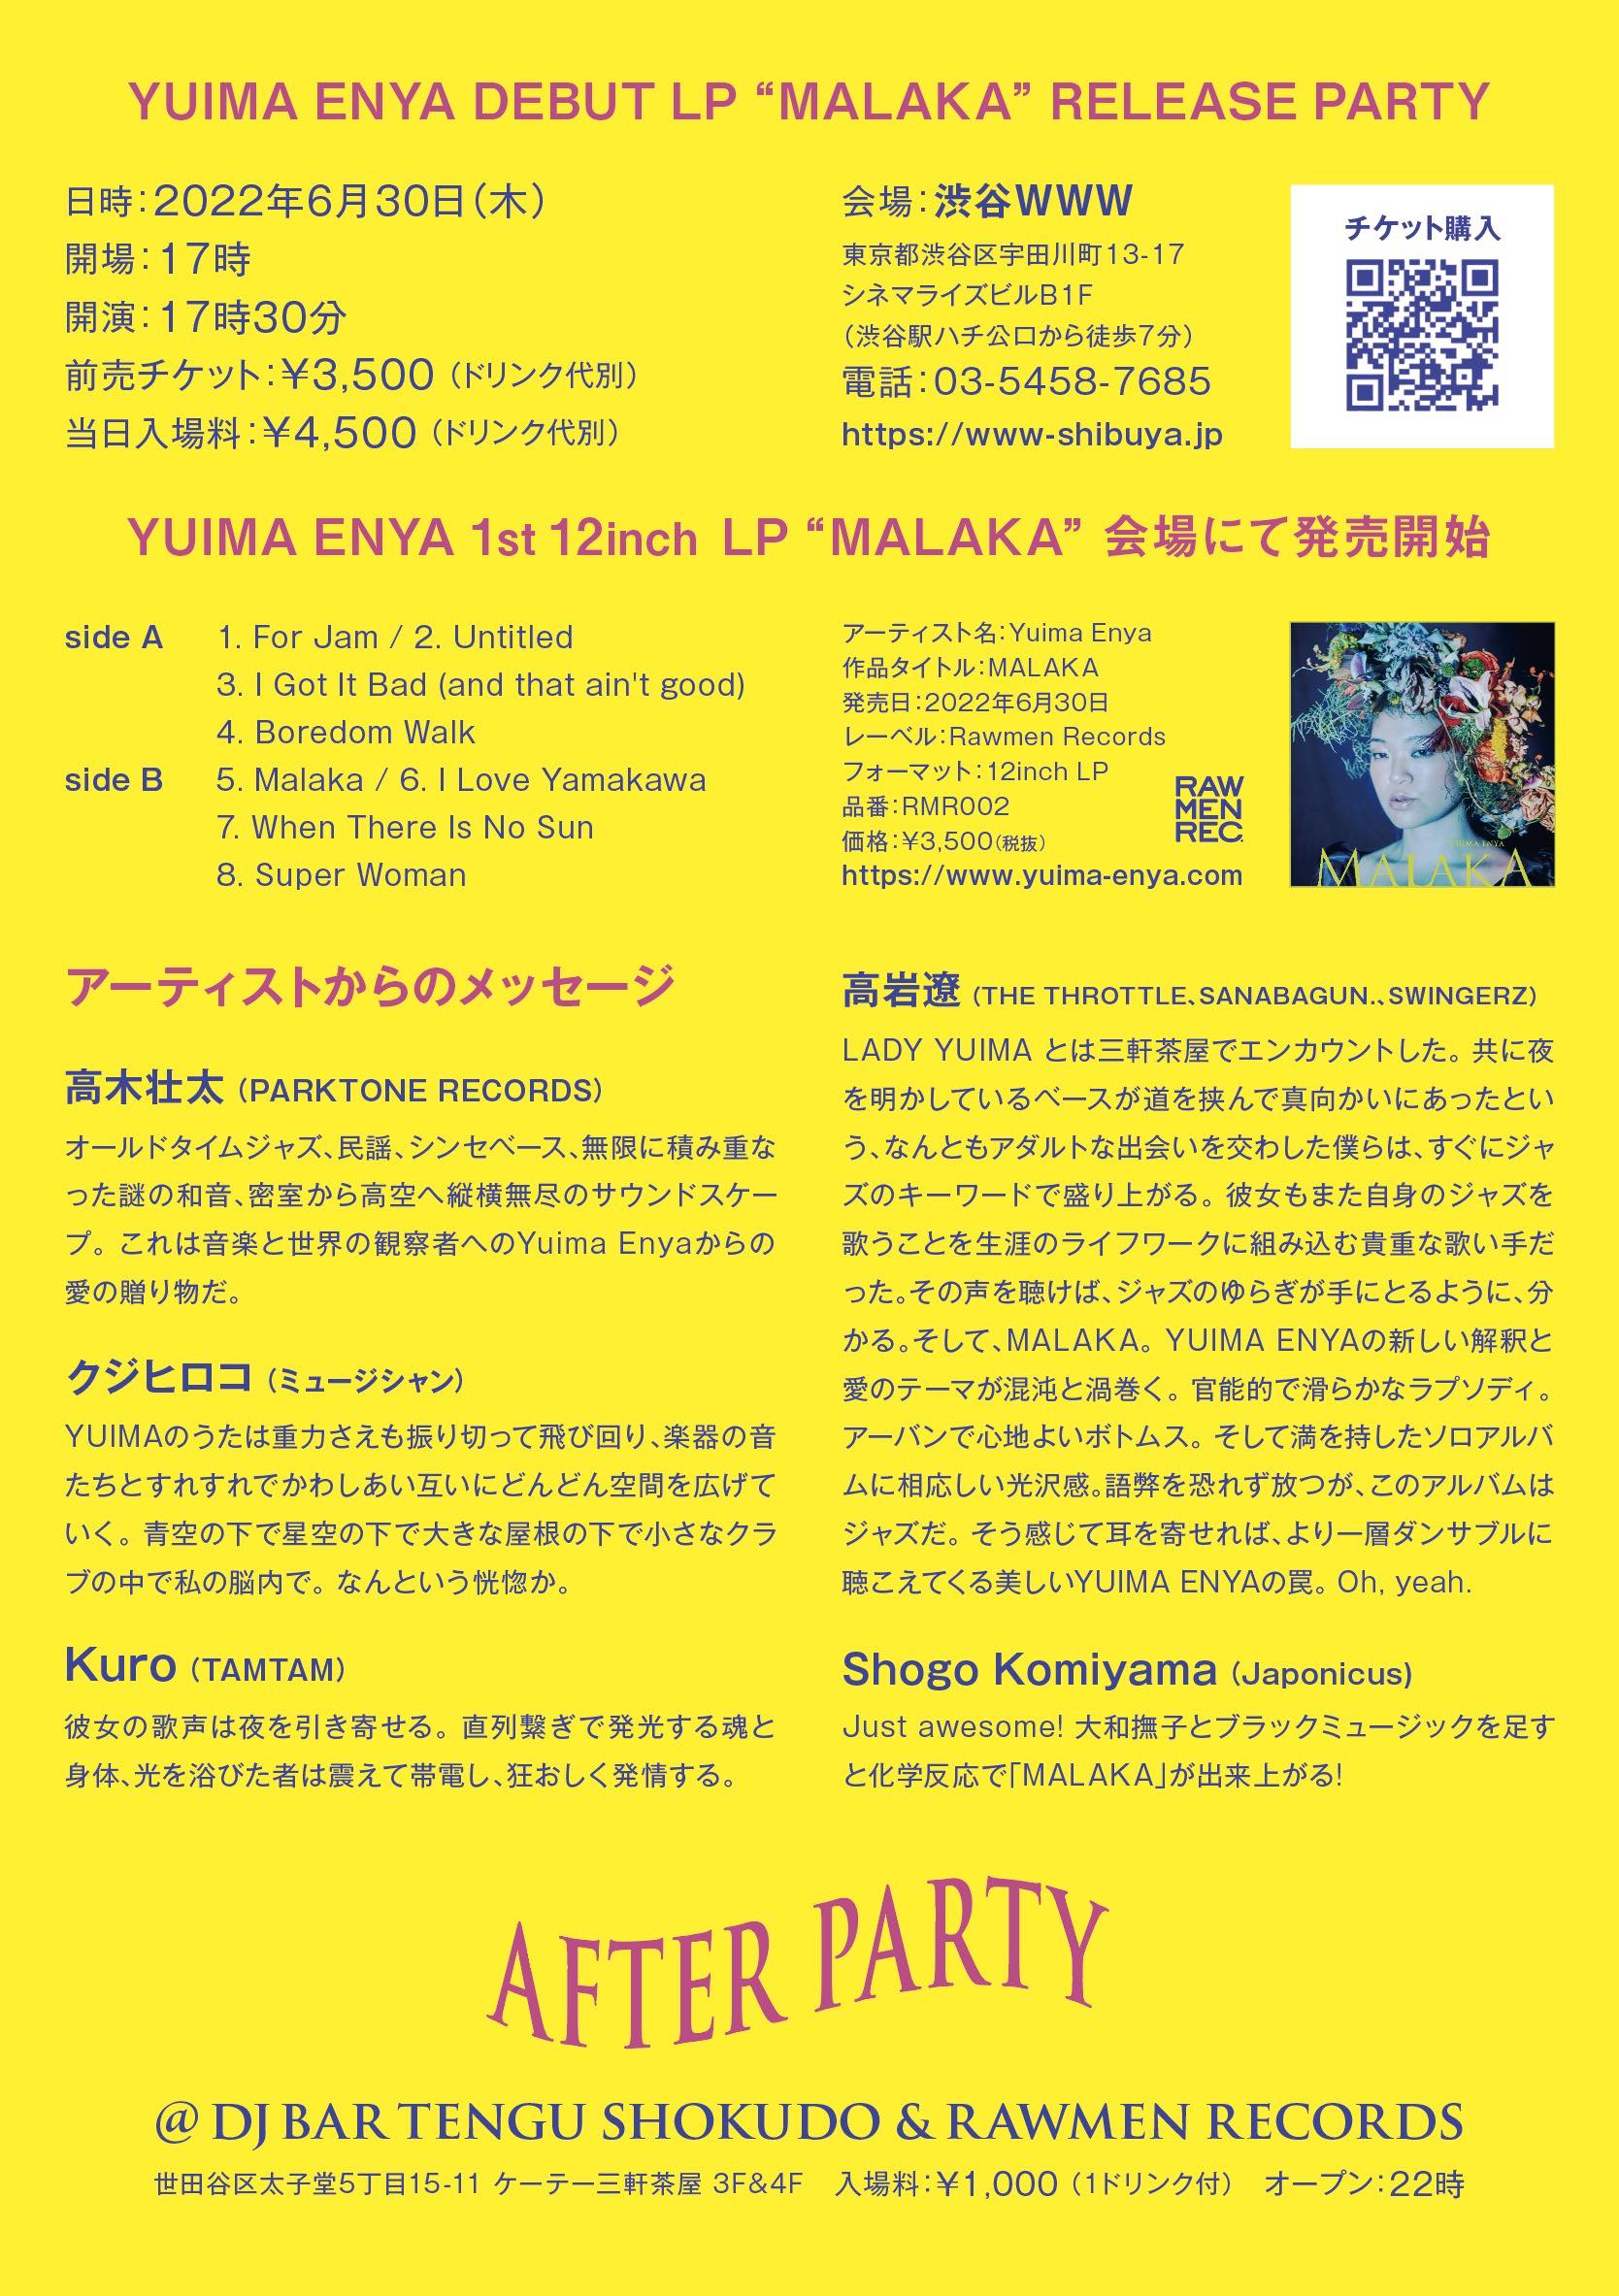 YUIMA ENYA DEBUT LP “MALAKA” RELEASE PARTY
日時：2022年6月30日（木）
開場：17時
開演：17時30分
前売チケット：¥3,500（ドリンク代別）
当日入場料：¥4,500（ドリンク代別）
会場：渋谷WWW
東京都渋谷区宇田川町13-17
シネマライズビルB1F
（渋谷駅ハチ公口から徒歩7分）
電話：03-5458-7685
https://www-shibuya.jp
チケット購入
YUIMA ENYA 1st 12inch LP “MALAKA” 会場にて発売開始
side A 1. For Jam / 2. Untitled
3. I Got It Bad (and that ain't good)
4. Boredom Walk
side B 5. Malaka / 6. I Love Yamakawa
7. When There Is No Sun
8. Super Woman
アーティスト名：Yuima Enya
作品タイトル：MALAKA
発売日：2022年6月30日
レーベル：Rawmen Records
フォーマット：12inch LP
品番：RMR002
価格：¥3,500（税抜）
https://www.yuima-enya.com
RAW
MEN
REC.
YUIMA ENYA
MALAKA
アーティストからのメッセージ
高木壮太（PARKTONE RECORDS）
オールドタイムジャズ、民謡、シンセベース、無限に積み重な
った謎の和音、密室から高空へ縦横無尽のサウンドスケー
プ。これは音楽と世界の観察者へのYuima Enyaからの
愛の贈り物だ。
クジヒロコ（ミュージシャン）
YUIMAのうたは重力さえも振り切って飛び回り、楽器の音
たちとすれすれでかわしあい互いにどんどん空間を広げて
いく。青空の下で星空の下で大きな屋根の下で小さなクラ
ブの中で私の脳内で。なんという恍惚か。
Kuro（TAMTAM）
彼女の歌声は夜を引き寄せる。直列繋ぎで発光する魂と
身体、光を浴びた者は震えて帯電し、狂おしく発情する。
高岩遼（THE THROTTLE、SANABAGUN.、SWINGERZ）
LADY YUIMA とは三軒茶屋でエンカウントした。共に夜
を明かしているベースが道を挟んで真向かいにあったとい
う、なんともアダルトな出会いを交わした僕らは、すぐにジャ
ズのキーワードで盛り上がる。彼女もまた自身のジャズを
歌うことを生涯のライフワークに組み込む貴重な歌い手だ
った。その声を聴けば、ジャズのゆらぎが手にとるように、分
かる。そして、MALAKA。YUIMA ENYAの新しい解釈と
愛のテーマが混沌と渦巻く。官能的で滑らかなラプソディ。
アーバンで心地よいボトムス。そして満を持したソロアルバ
ムに相応しい光沢感。語弊を恐れず放つが、このアルバムは
ジャズだ。そう感じて耳を寄せれば、より一層ダンサブルに
聴こえてくる美しいYUIMA ENYAの罠。Oh, yeah.
Shogo Komiyama（Japonicus）
Just awesome! 大和撫子とブラックミュージックを足す
と化学反応で「MALAKA」が出来上がる!
AFTER PARTY
@ DJ BAR TENGU SHOKUDO & RAWMEN RECORDS
世田谷区太子堂5丁目15-11 ケーテー三軒茶屋 3F&4F 入場料：¥1,000（1ドリンク付） オープン：22時